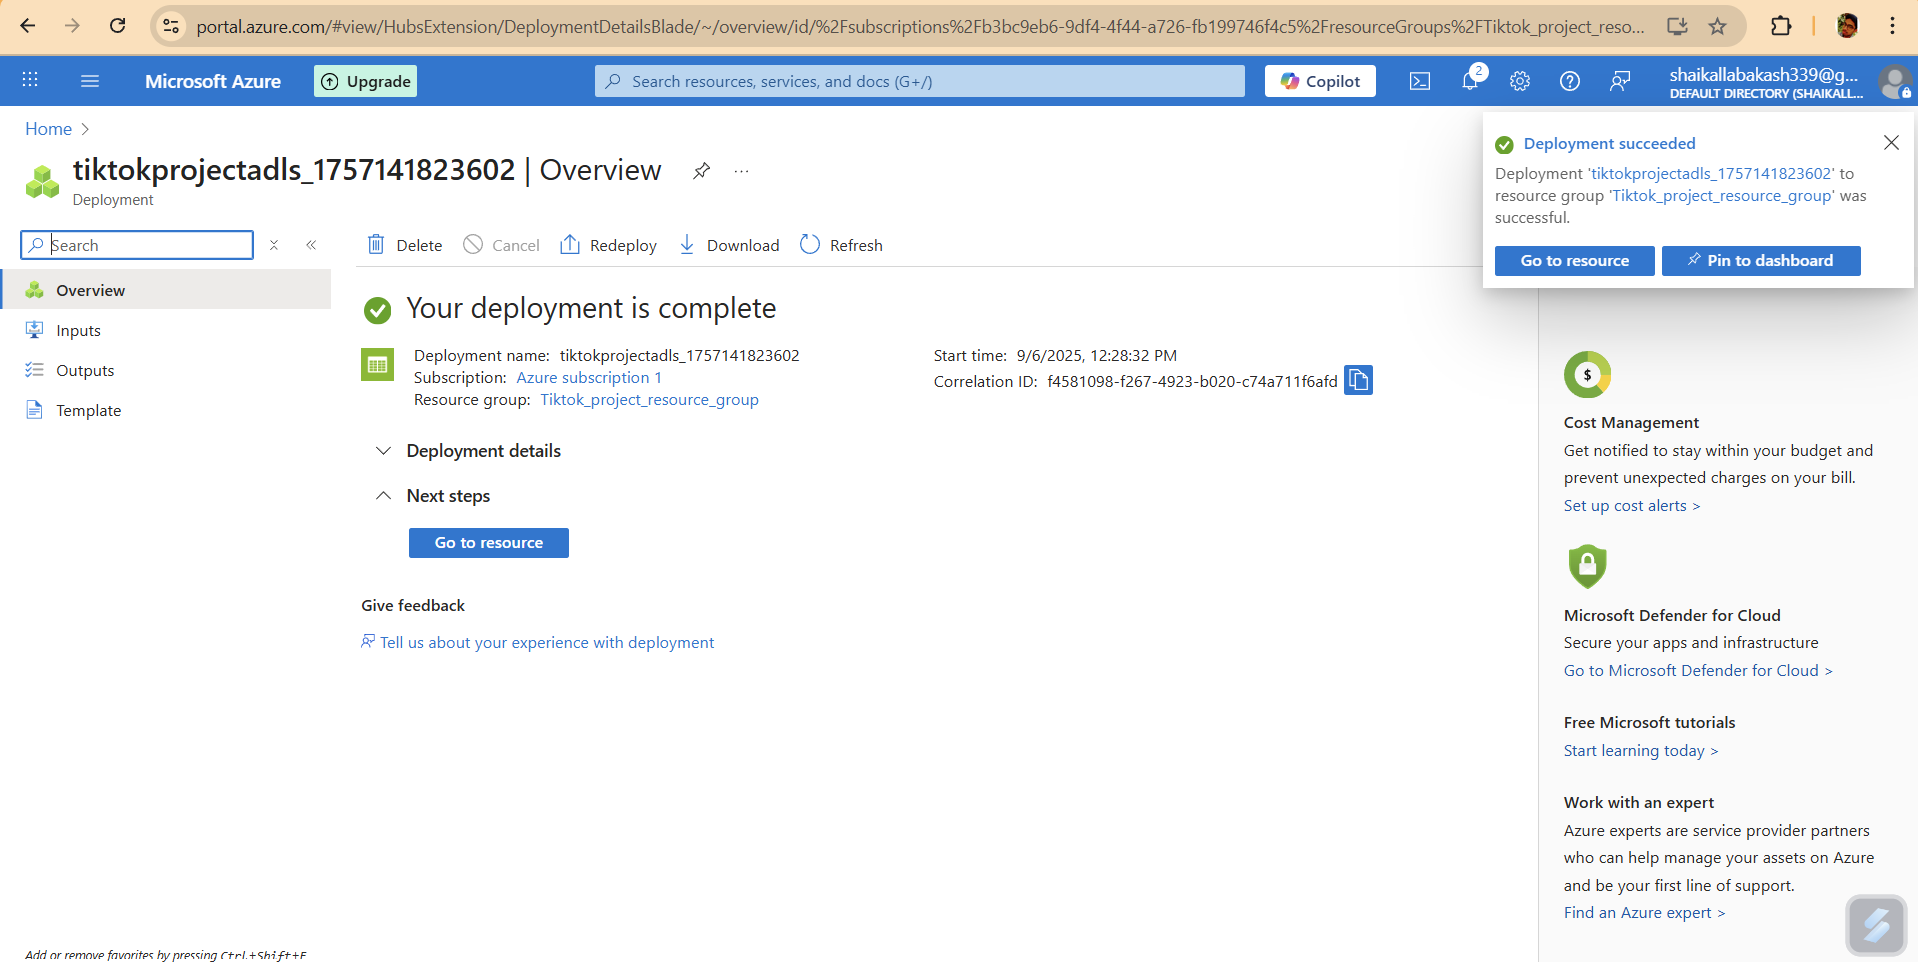 portal.azure.com/#view/HubsExtension/DeploymentDetailsBlade/~/overview/id/%2Fsubscriptions%2Fb3bc9eb6-9df4-4f44-a726-fb199746f4c5%2FresourceGroups%2FTiktok_project_reso...
Microsoft Azure
Upgrade
Search resources, services, and docs (G+/)
Copilot
2
shaikallabakash339@g...
DEFAULT DIRECTORY (SHAIKALL...
Home
tiktokprojectadls_1757141823602 | Overview
...
Deployment
Search
Overview
Inputs
Outputs
Template
Delete
Cancel
Redeploy
Download
Refresh
Your deployment is complete
Deployment name: tiktokprojectadls_1757141823602
Subscription: Azure subscription 1
Resource group: Tiktok_project_resource_group
Start time: 9/6/2025, 12:28:32 PM
Correlation ID: f4581098-f267-4923-b020-c74a711f6afd
Deployment details
Next steps
Go to resource
Give feedback
Tell us about your experience with deployment
Deployment succeeded
Deployment 'tiktokprojectadls_1757141823602' to
resource group 'Tiktok_project_resource_group' was
successful.
Go to resource
Pin to dashboard
$
Cost Management
Get notified to stay within your budget and
prevent unexpected charges on your bill.
Set up cost alerts >
Microsoft Defender for Cloud
Secure your apps and infrastructure
Go to Microsoft Defender for Cloud >
Free Microsoft tutorials
Start learning today >
Work with an expert
Azure experts are service provider partners
who can help manage your assets on Azure
and be your first line of support.
Find an Azure expert >
Add or remove favorites by pressing Ctrl+Shift+F